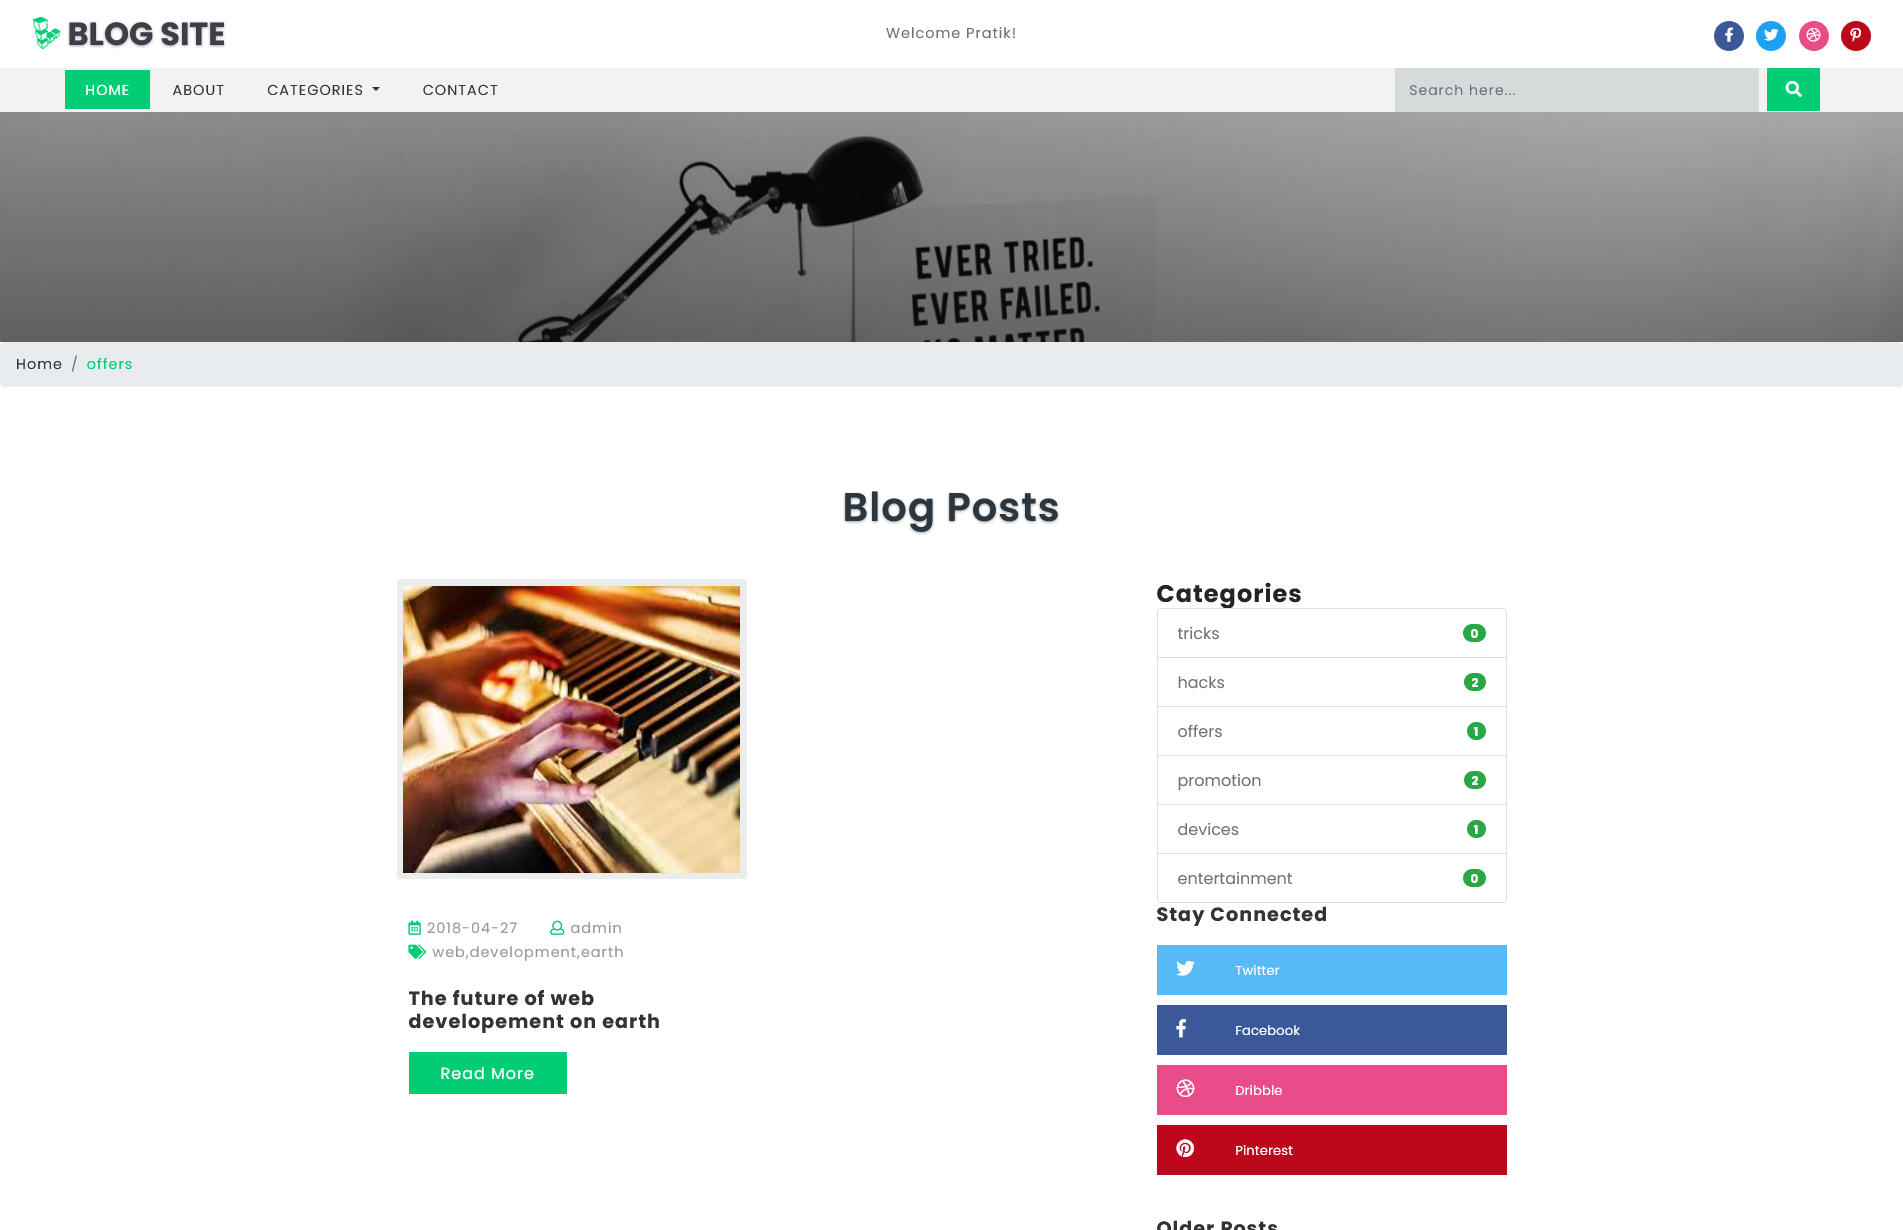 BLOG SITE
Welcome Pratik!
HOME ABOUT CATEGORIES CONTACT
Search here...
EVER TRIED.
EVER FAILED.
NO MATTER.
Home / offers
Blog Posts
2018-04-27 admin
web,development,earth
The future of web
developement on earth
Read More
Categories
tricks 0
hacks 2
offers 1
promotion 2
devices 1
entertainment 0
Stay Connected
Twitter
Facebook
Dribble
Pinterest
Older Posts